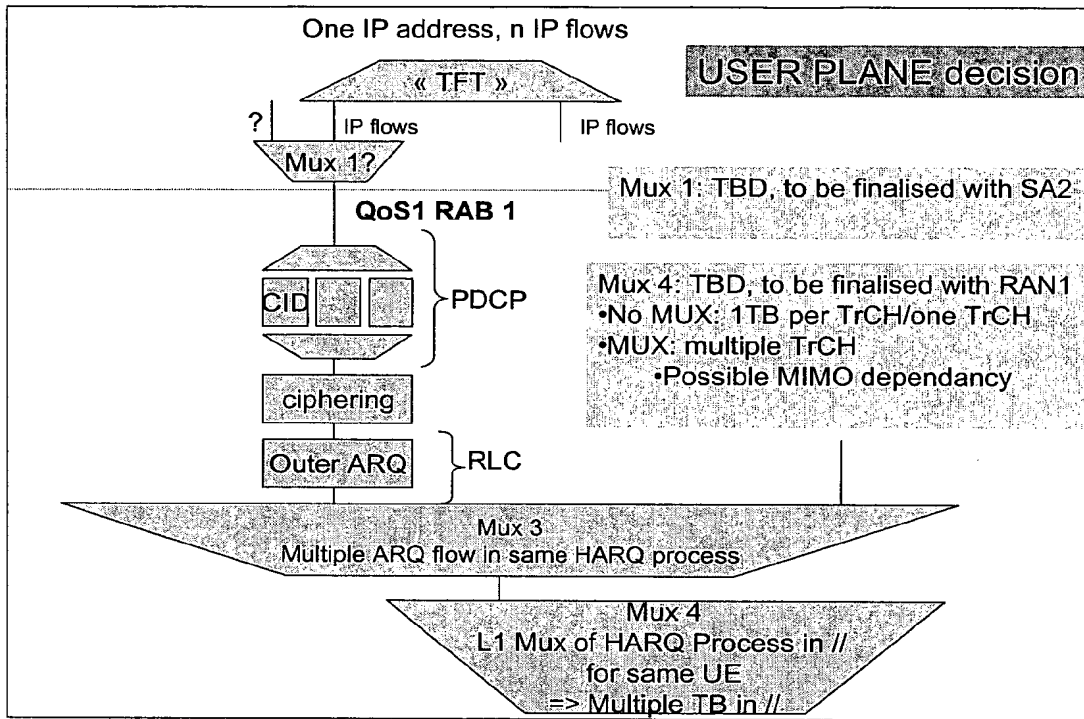 One IP address, n IP flows
« TFT »
USER PLANE decision
?
IP flows
IP flows
Mux 1?
Mux 1: TBD, to be finalised with SA2
QoS1 RAB 1
CID
PDCP
Mux 4: TBD, to be finalised with RAN1
•No MUX: 1TB per TrCH/one TrCH
•MUX: multiple TrCH
•Possible MIMO dependancy
ciphering
Outer ARQ
RLC
Mux 3
Multiple ARQ flow in same HARQ process
Mux 4
L1 Mux of HARQ Process in //
for same UE
=> Multiple TB in //